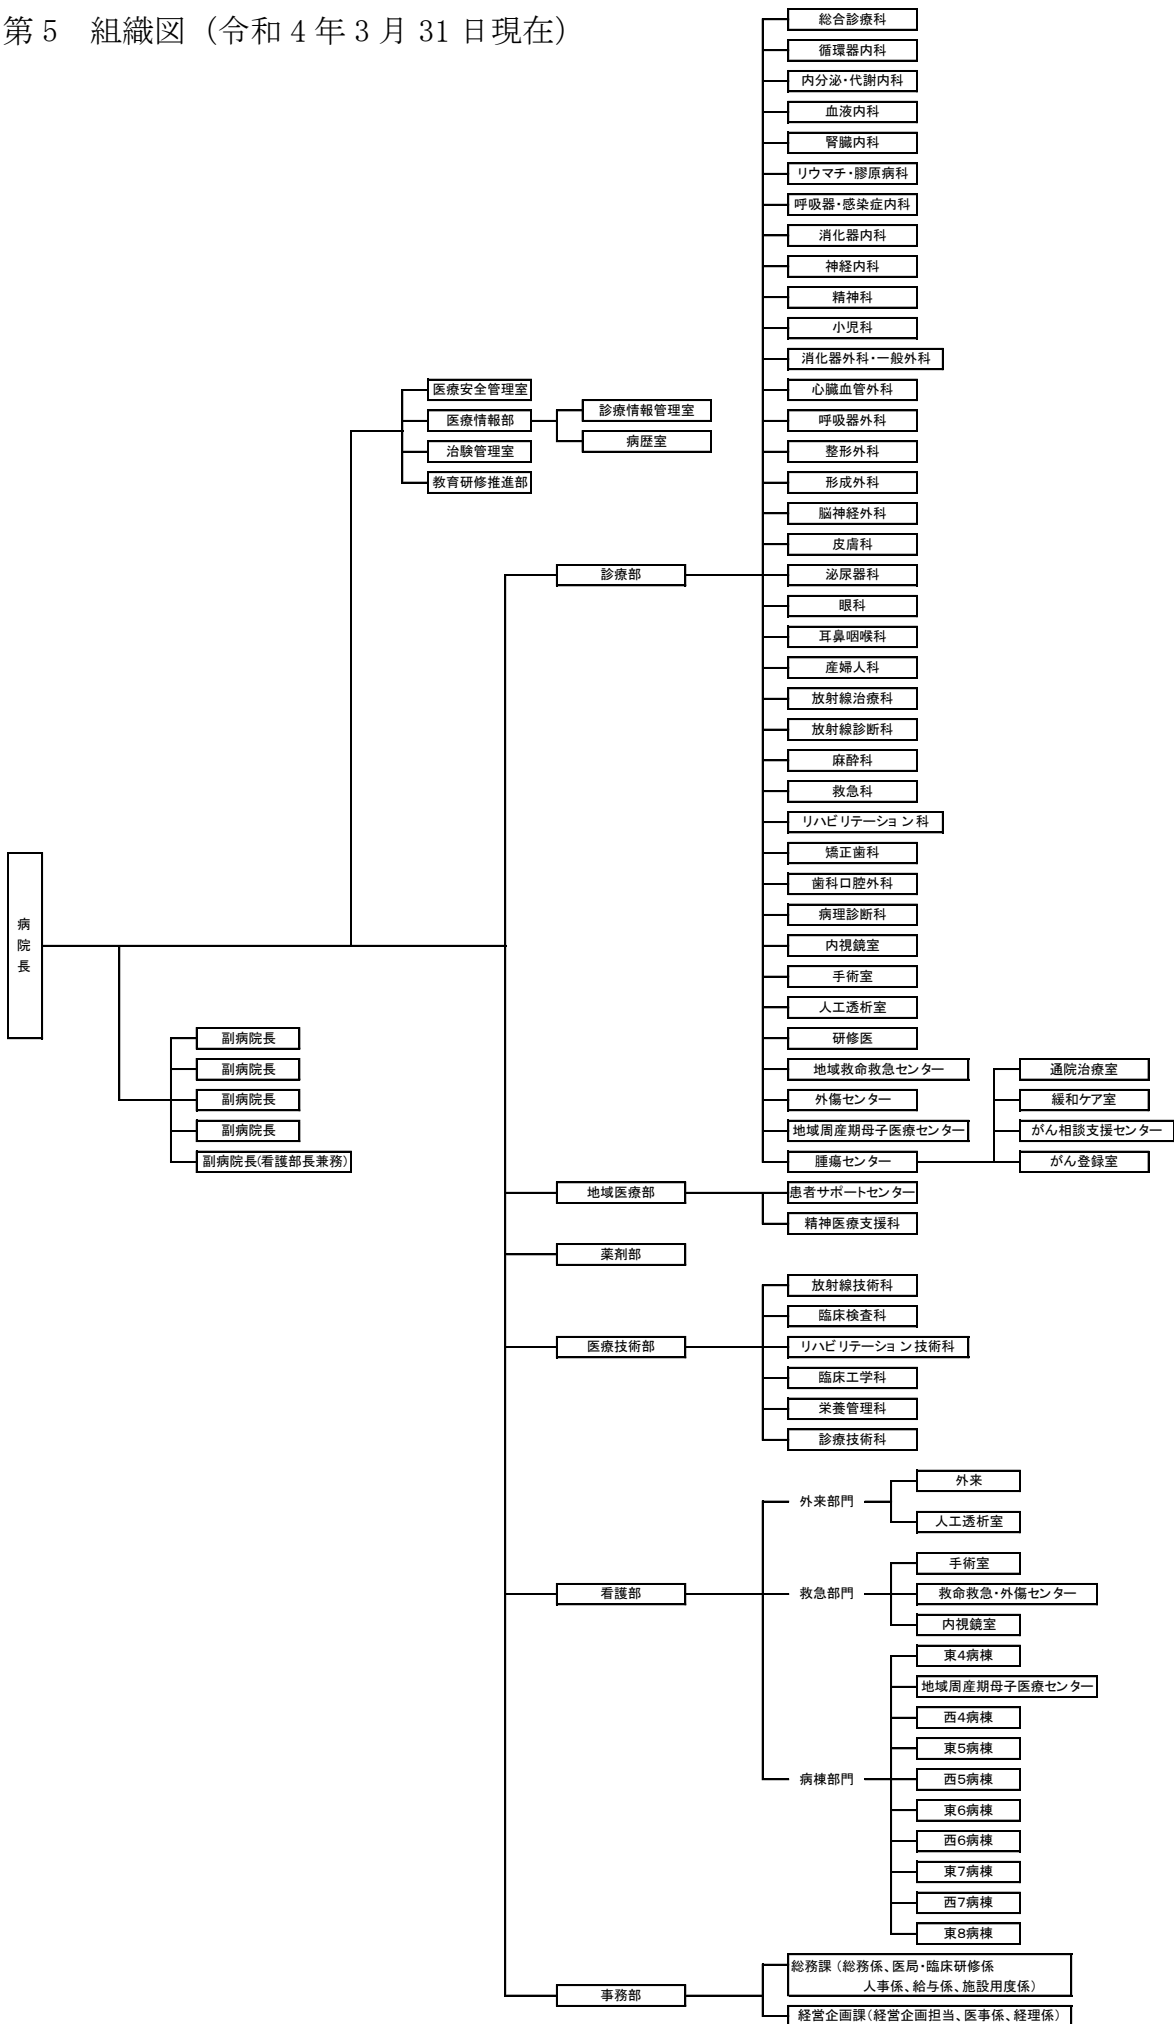 第5　組織図（令和4年3月31日現在）
総合診療科
循環器内科
内分泌・代謝内科
血液内科
腎臓内科
リウマチ・膠原病科
呼吸器・感染症内科
消化器内科
神経内科
精神科
小児科
消化器外科・一般外科
心臓血管外科
呼吸器外科
整形外科
形成外科
脳神経外科
皮膚科
泌尿器科
眼科
耳鼻咽喉科
産婦人科
放射線治療科
放射線診断科
麻酔科
救急科
リハビリテーション科
矯正歯科
歯科口腔外科
病理診断科
内視鏡室
手術室
人工透析室
研修医
地域救命救急センター
外傷センター
地域周産期母子医療センター
腫瘍センター
通院治療室
緩和ケア室
がん相談支援センター
がん登録室
医療安全管理室
医療情報部
治験管理室
教育研修推進部
診療情報管理室
病歴室
診療部
病院長
副病院長
副病院長
副病院長
副病院長
副病院長(看護部長兼務)
地域医療部
患者サポートセンター
精神医療支援科
薬剤部
医療技術部
放射線技術科
臨床検査科
リハビリテーション技術科
臨床工学科
栄養管理科
診療技術科
看護部
外来部門
外来
人工透析室
救急部門
手術室
救命救急・外傷センター
内視鏡室
病棟部門
東4病棟
地域周産期母子医療センター
西4病棟
東5病棟
西5病棟
東6病棟
西6病棟
東7病棟
西7病棟
東8病棟
事務部
総務課（総務係、医局・臨床研修係
人事係、給与係、施設用度係）
経営企画課（経営企画担当、医事係、経理係）